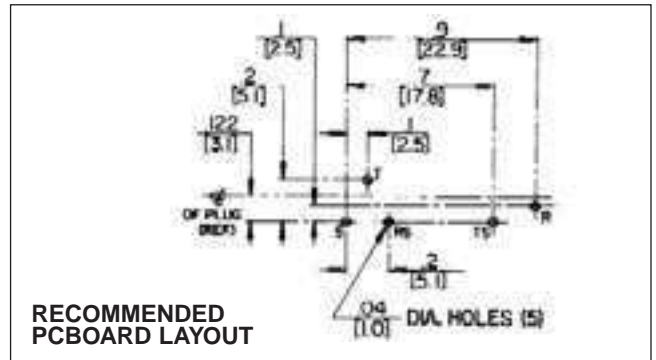 1 9
[2.5] [22.9]
2 7
[5.1] [17.8]
.122 .1
[3.1] [2.5]
T
OF PLUG
(REF.)
R
S RS TS
.2
[5.1]
.04 DIA. HOLES (5)
[1.0]
RECOMMENDED
PCBOARD LAYOUT